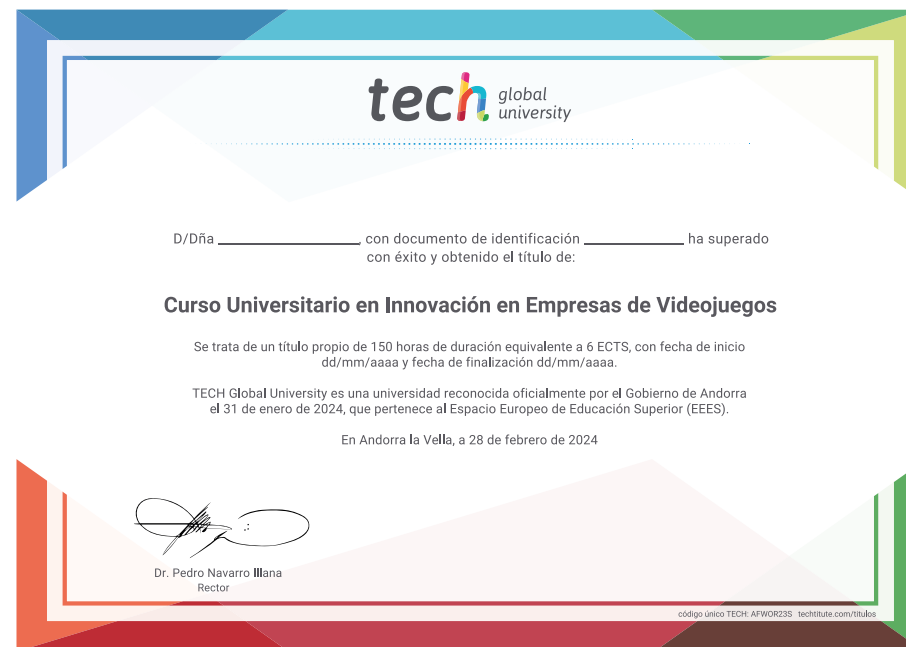 tech global university
D/Dña ________________, con documento de identificación ____________ ha superado
con éxito y obtenido el título de:
Curso Universitario en Innovación en Empresas de Videojuegos
Se trata de un título propio de 150 horas de duración equivalente a 6 ECTS, con fecha de inicio
dd/mm/aaaa y fecha de finalización dd/mm/aaaa.
TECH Global University es una universidad reconocida oficialmente por el Gobierno de Andorra
el 31 de enero de 2024, que pertenece al Espacio Europeo de Educación Superior (EEES).
En Andorra la Vella, a 28 de febrero de 2024
Dr. Pedro Navarro Illana
Rector
código único TECH: AFWOR23S techtitute.com/titulos